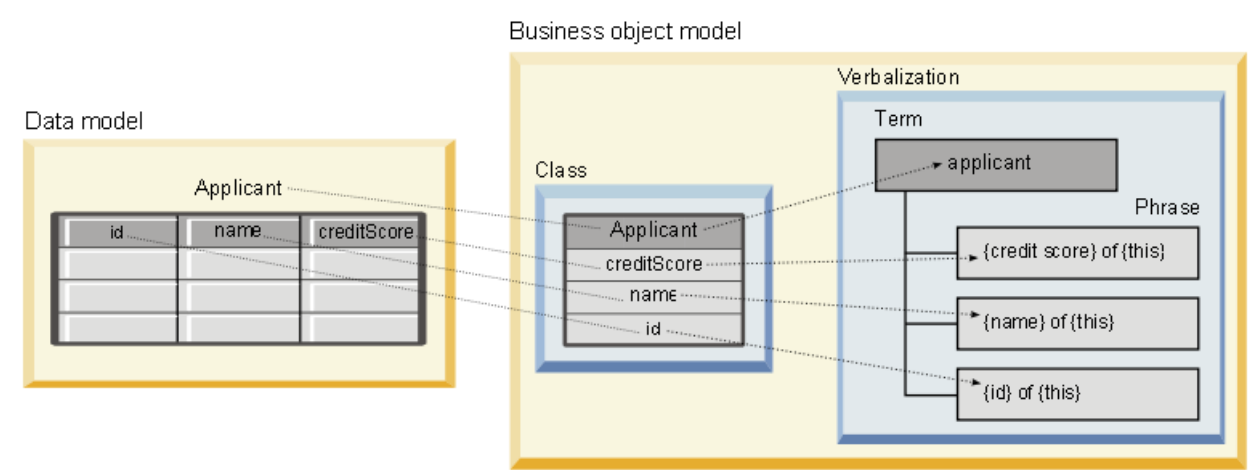 Business object model
Verbalization
Data model
Term
Class
applicant
Applicant
Phrase
id name creditScore
Applicant
{credit score} of {this}
creditScore
name
{name} of {this}
id
{id} of {this}